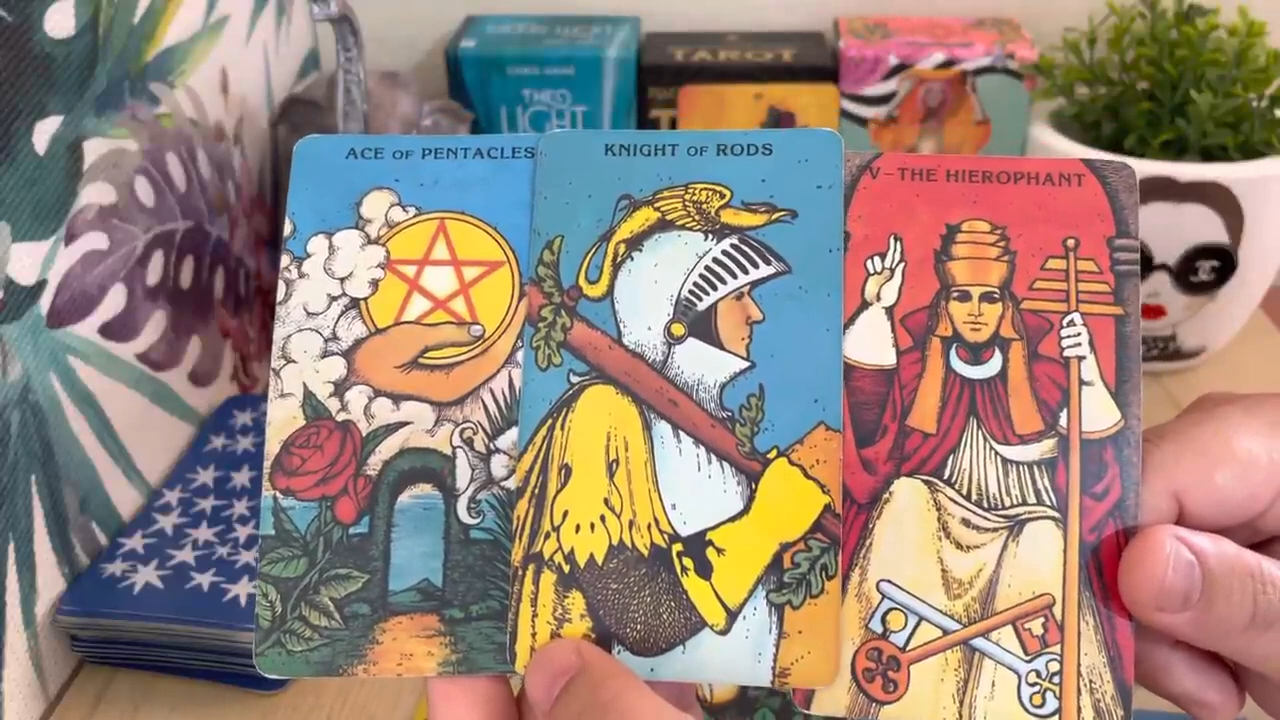 TAROT
LIGHT
ACE OF PENTACLES
KNIGHT OF RODS
V-THE HIEROPHANT
T